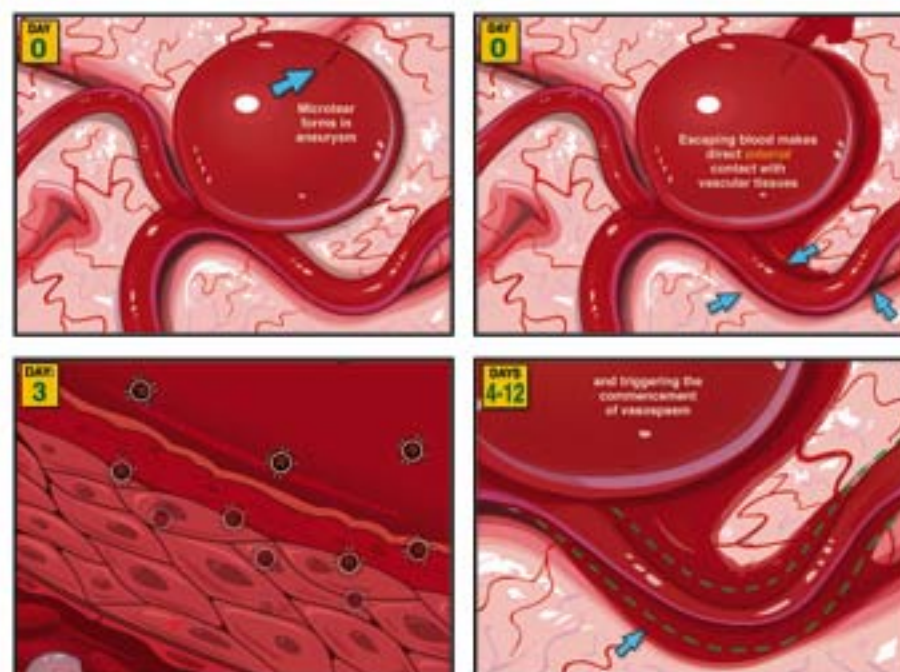 DAY
0
Microtear
forms in
aneurysm
DAY
0
Escaping blood makes
direct external
contact with
vascular tissues
DAY:
3
DAYS
4-12
and triggering the
commencement
of vasospasm